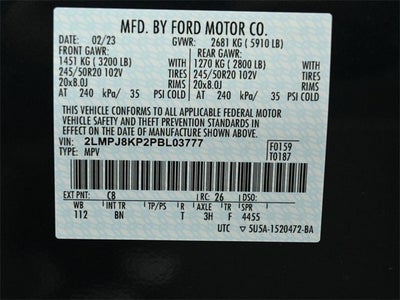 MFD. BY FORD MOTOR CO.
DATE: 02/23 GVWR: 2681 KG ( 5910 LB)
FRONT GAWR: REAR GAWR:
1451 KG ( 3200 LB) WITH 1270 KG ( 2800 LB) WITH
245/50R20 102V TIRES 245/50R20 102V TIRES
20x8.0J RIMS 20x8.0J RIMS
AT 240 kPa/ 35 PSI COLD AT 240 kPa/ 35 PSI COLD
THIS VEHICLE CONFORMS TO ALL APPLICABLE FEDERAL MOTOR
VEHICLE SAFETY AND THEFT PREVENTION STANDARDS IN EFFECT ON
THE DATE OF MANUFACTURE SHOWN ABOVE.
VIN: 2LMPJ8KP2PBL03777 F0159
TYPE: MPV T0187
EXT PNT: C8 RC: 26 DSO:
WB INT TR TP/PS R AXLE TR SPR
112 BN T 3H F 4455
UTC ▽ 5U5A-1520472-BA